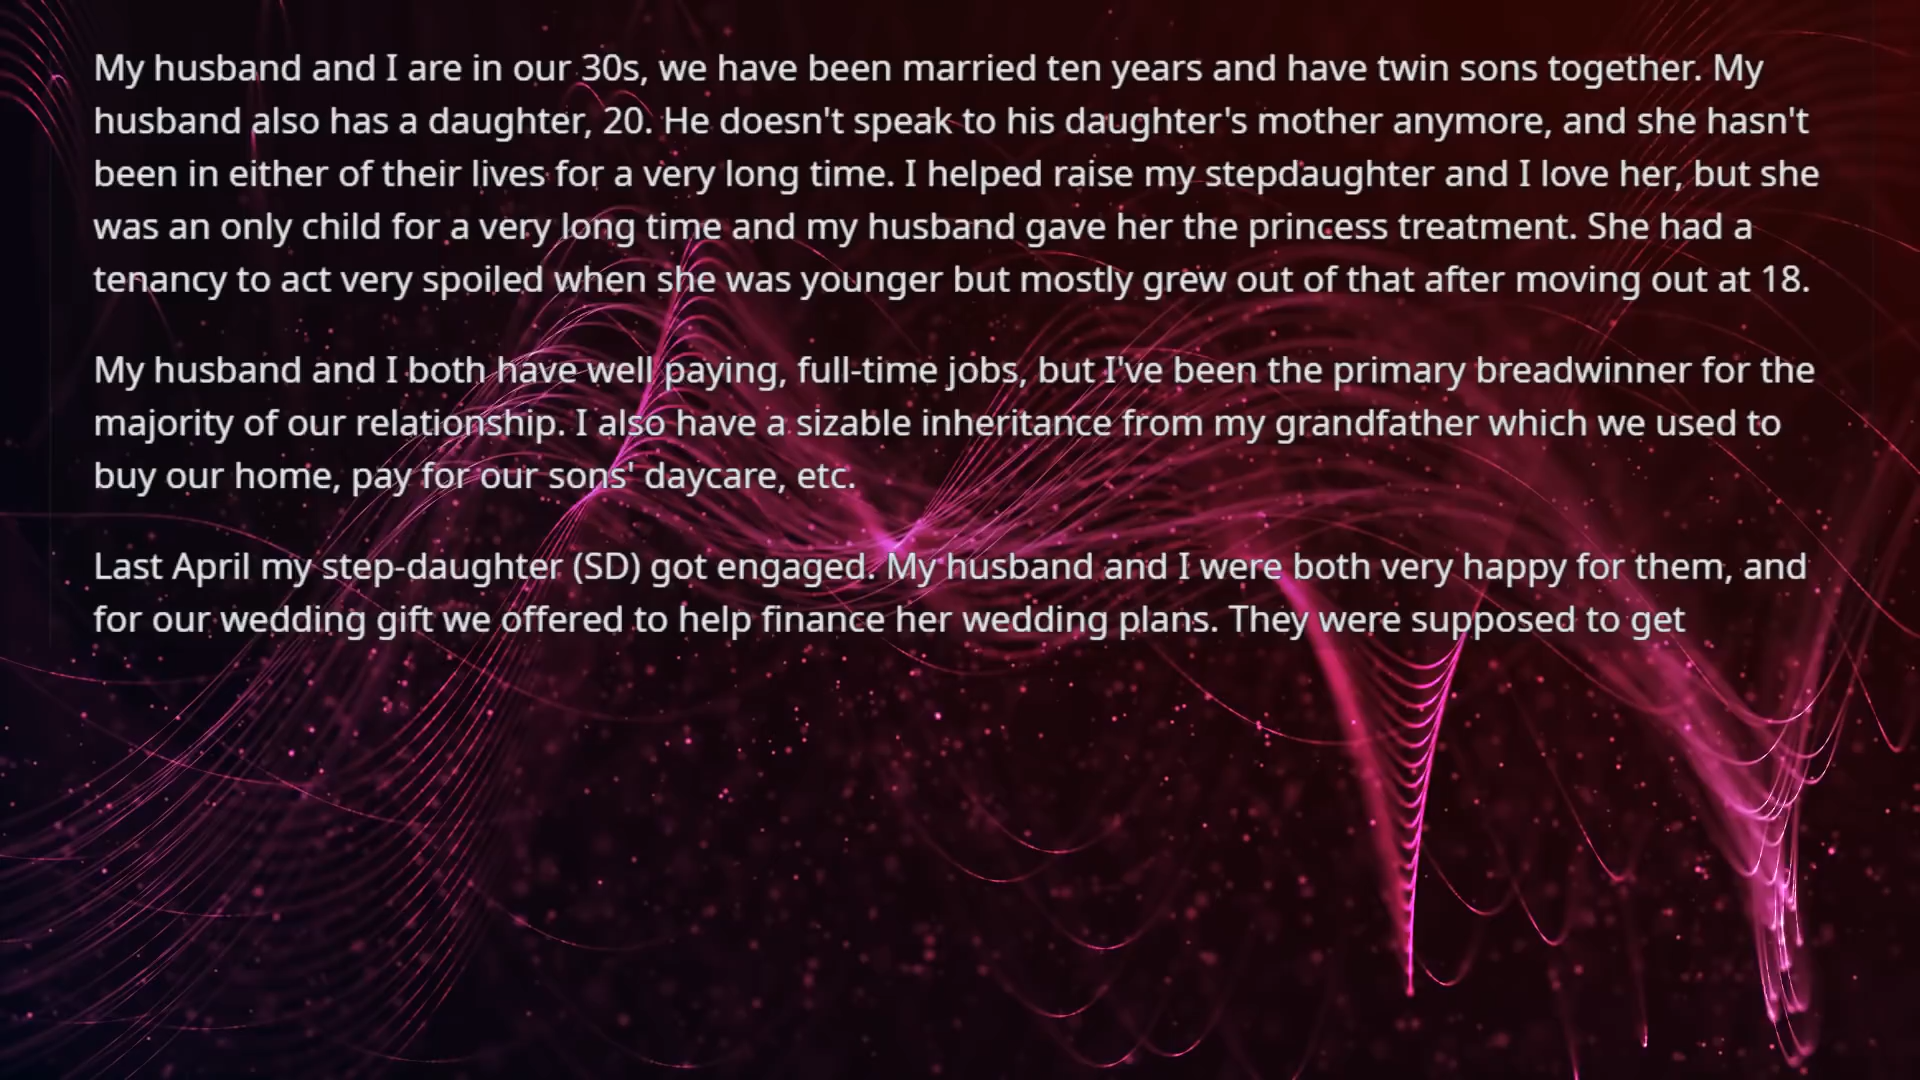 My husband and I are in our 30s, we have been married ten years and have twin sons together. My
husband also has a daughter, 20. He doesn't speak to his daughter's mother anymore, and she hasn't
been in either of their lives for a very long time. I helped raise my stepdaughter and I love her, but she
was an only child for a very long time and my husband gave her the princess treatment. She had a
tenancy to act very spoiled when she was younger but mostly grew out of that after moving out at 18.
My husband and I both have well paying, full-time jobs, but I've been the primary breadwinner for the
majority of our relationship. I also have a sizable inheritance from my grandfather which we used to
buy our home, pay for our sons' daycare, etc.
Last April my step-daughter (SD) got engaged. My husband and I were both very happy for them, and
for our wedding gift we offered to help finance her wedding plans. They were supposed to get